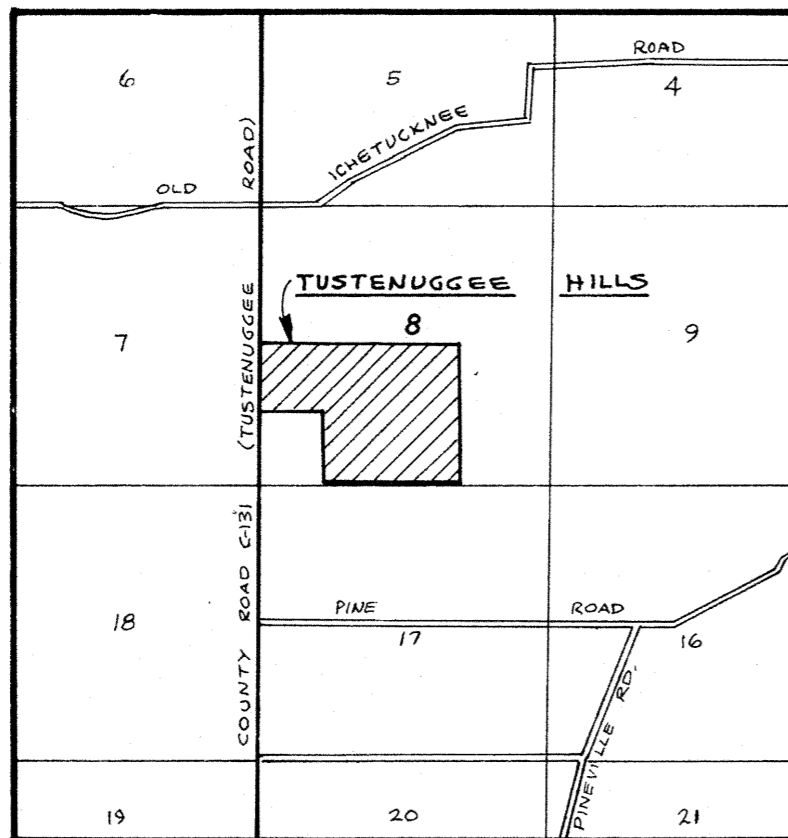 ROAD
6
5
4
ICHETUCKNEE
OLD
(TUSTENUGGEE ROAD)
TUSTENUGGEE HILLS
8
7
9
COUNTY ROAD C-131
PINE ROAD
18
17
16
PINEVILLE RD.
19
20
21